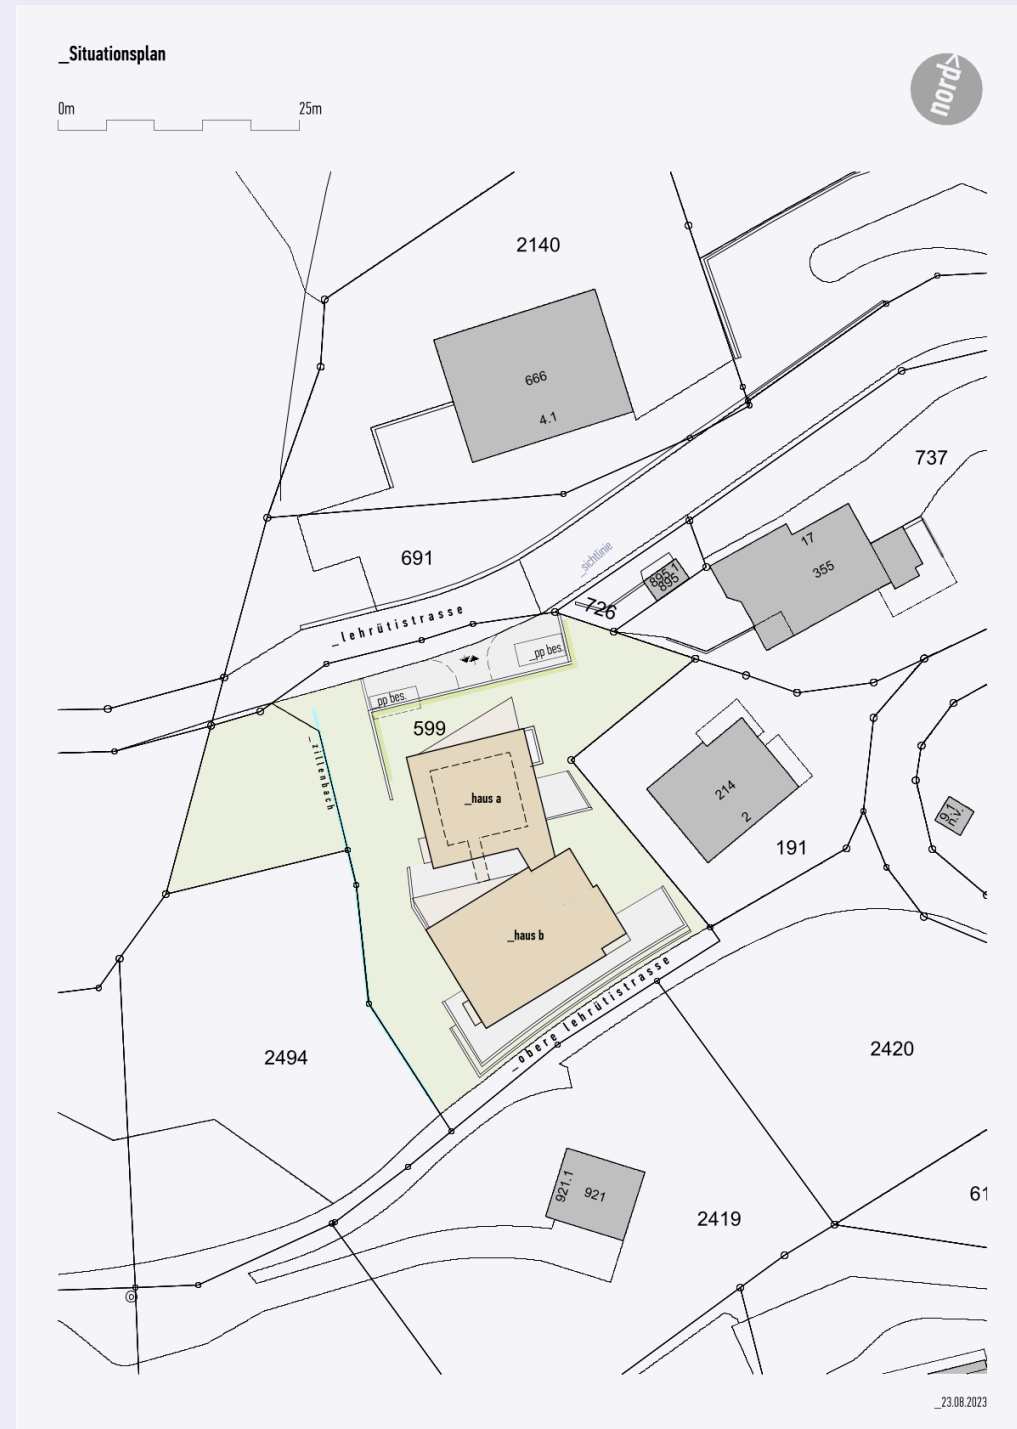 _Situationsplan
0m 25m
nord>
2140
666
4.1
737
691
_sichtlinie
17
355
895.1
895
726
_lehrütistrasse
_pp bes.
pp bes.
599
_zillenbach
_haus a
214
2
9.1
n.v.
191
_haus b
_obere lehrütistrasse
2494
2420
921.1
921
2419
61
_23.08.2023